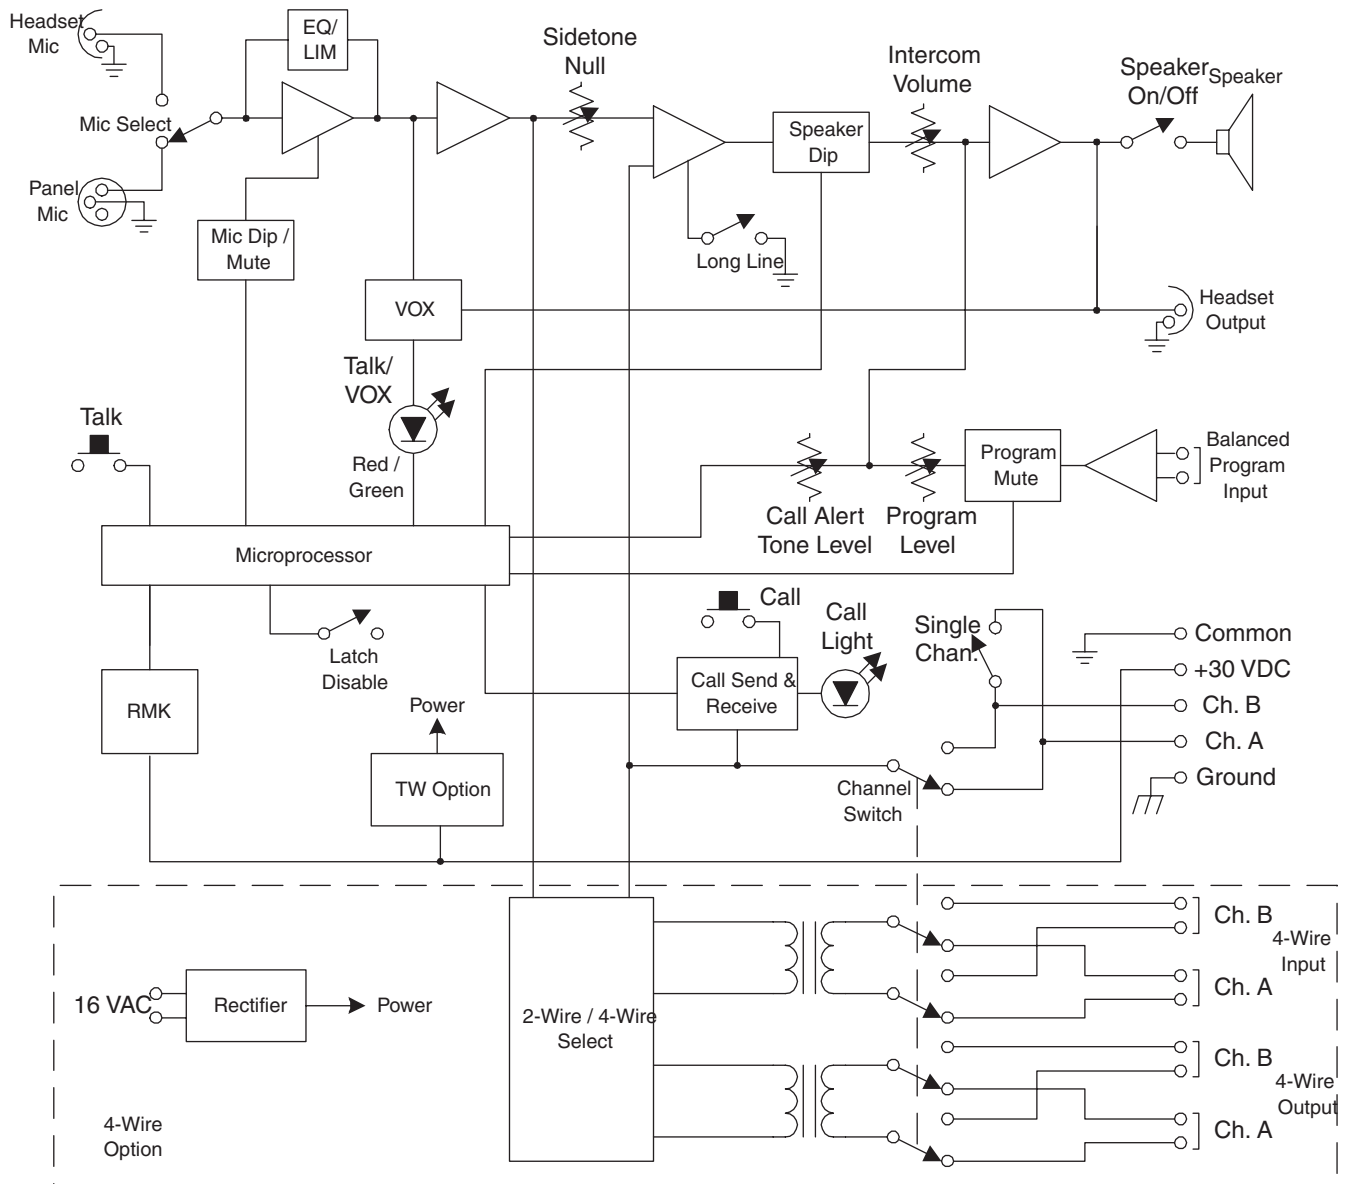 Headset
Mic
EQ/
LIM
Sidetone
Null
Intercom
Volume
Speaker
On/Off
Speaker
Mic Select
Speaker
Dip
Panel
Mic
Mic Dip /
Mute
Long Line
VOX
Headset
Output
Talk/
VOX
Talk
Red /
Green
Program
Mute
Balanced
Program
Input
Call Alert
Tone Level
Program
Level
Microprocessor
Call
Call
Light
Single
Chan.
Common
+30 VDC
Ch. B
Ch. A
Ground
Latch
Disable
Call Send &
Receive
RMK
Power
TW Option
Channel
Switch
Ch. B
4-Wire
Input
Ch. A
16 VAC
Rectifier
Power
2-Wire / 4-Wire
Select
Ch. B
4-Wire
Output
Ch. A
4-Wire
Option